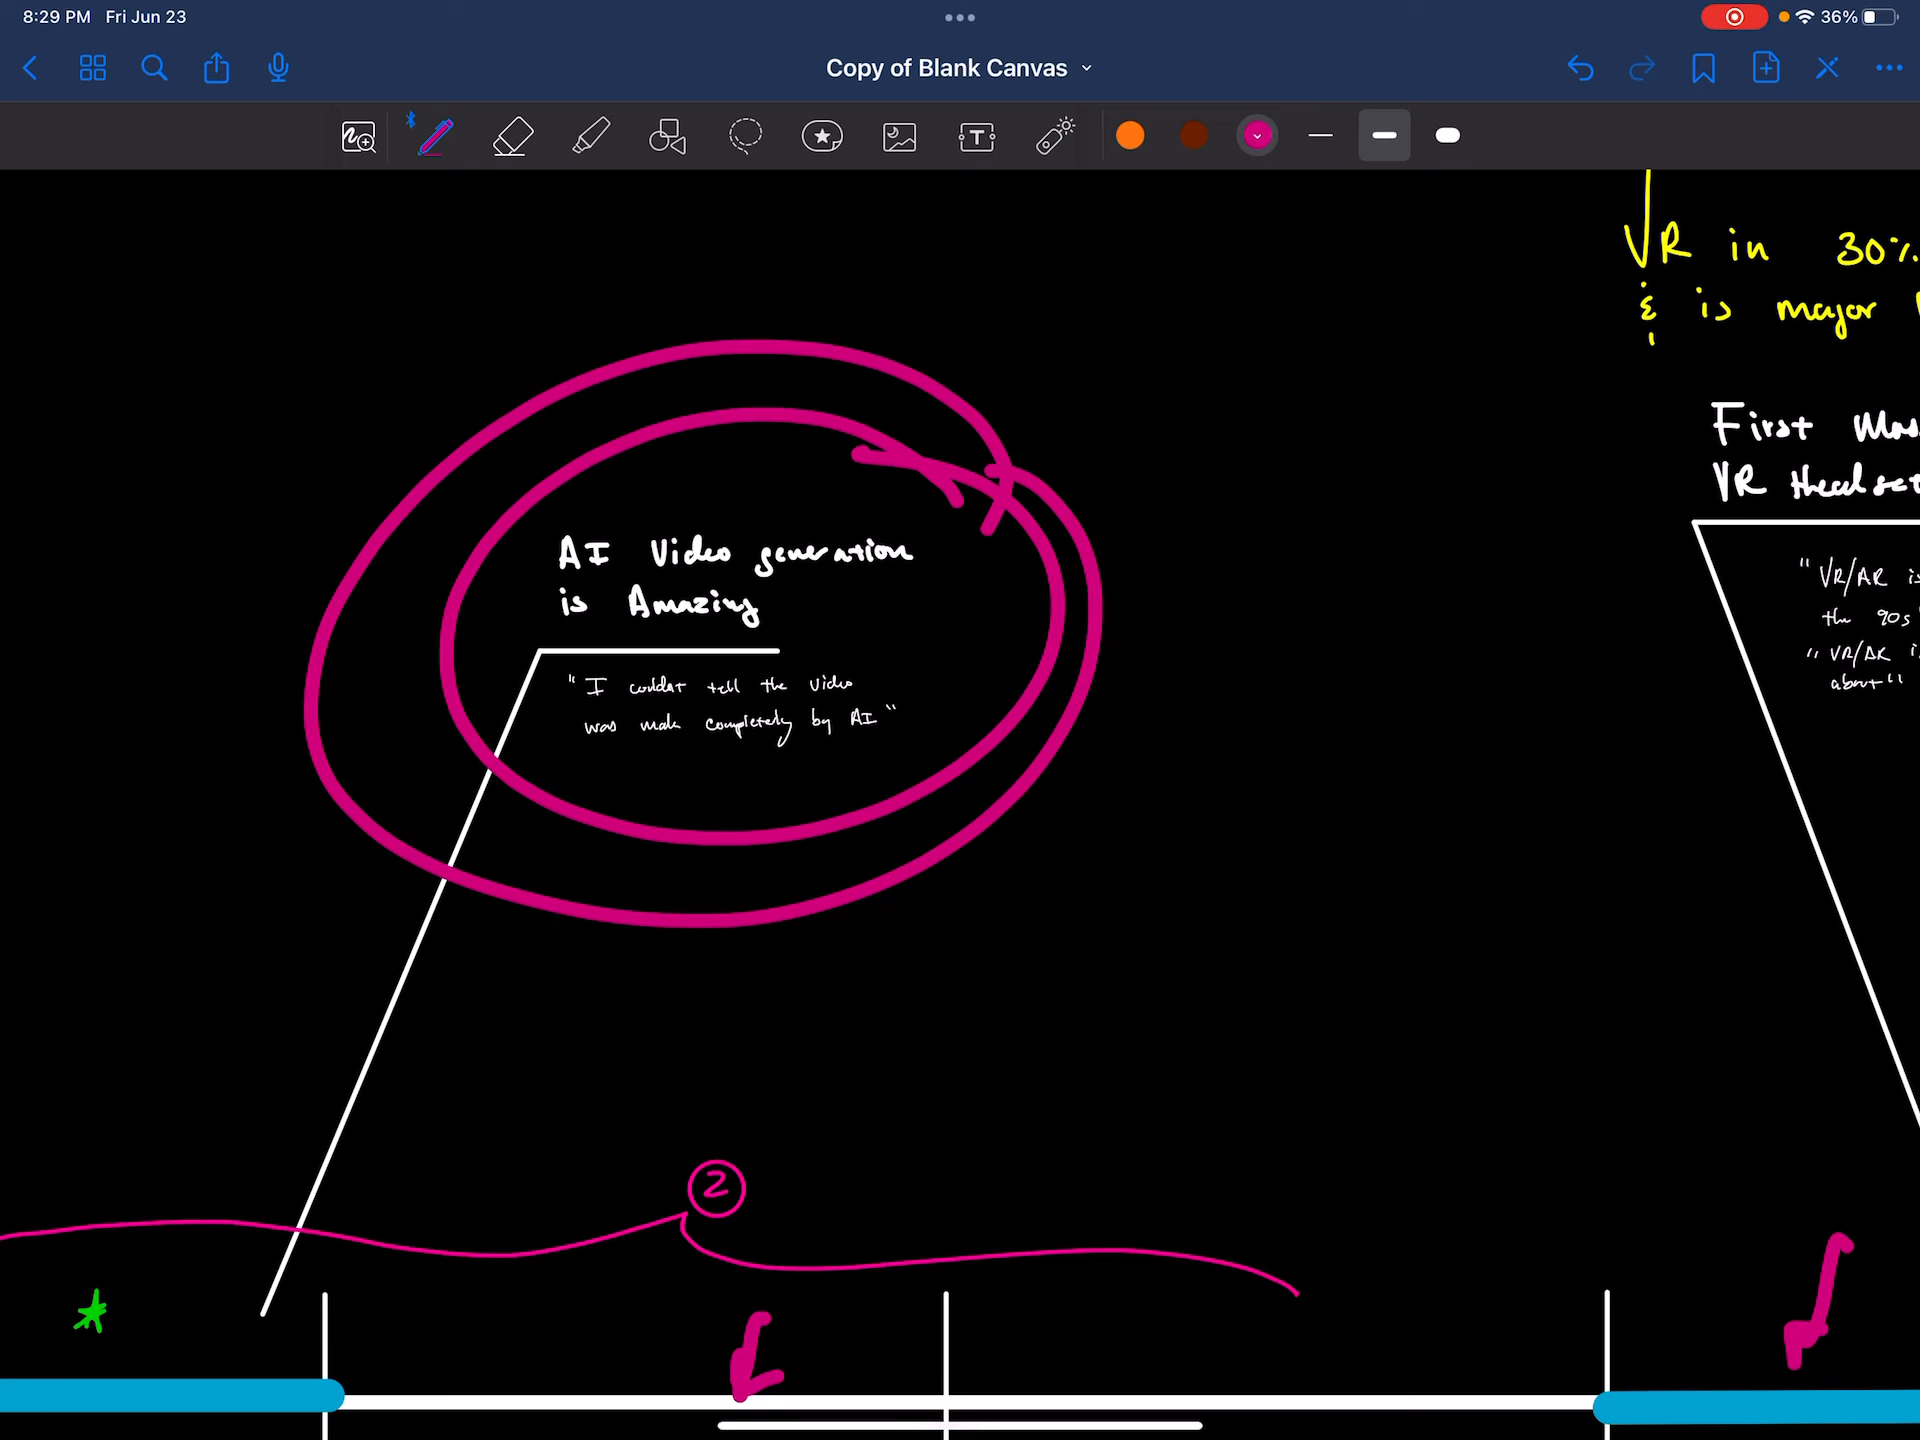 8:29 PM Fri Jun 23
36%
Copy of Blank Canvas
T
VR in 30%
& is major
First
VR Headset
AI Video generation
is Amazing
"I couldnt tell the video
was made completely by AI"
"VR/AR is
the 90s"
"VR/AR i
about"
2